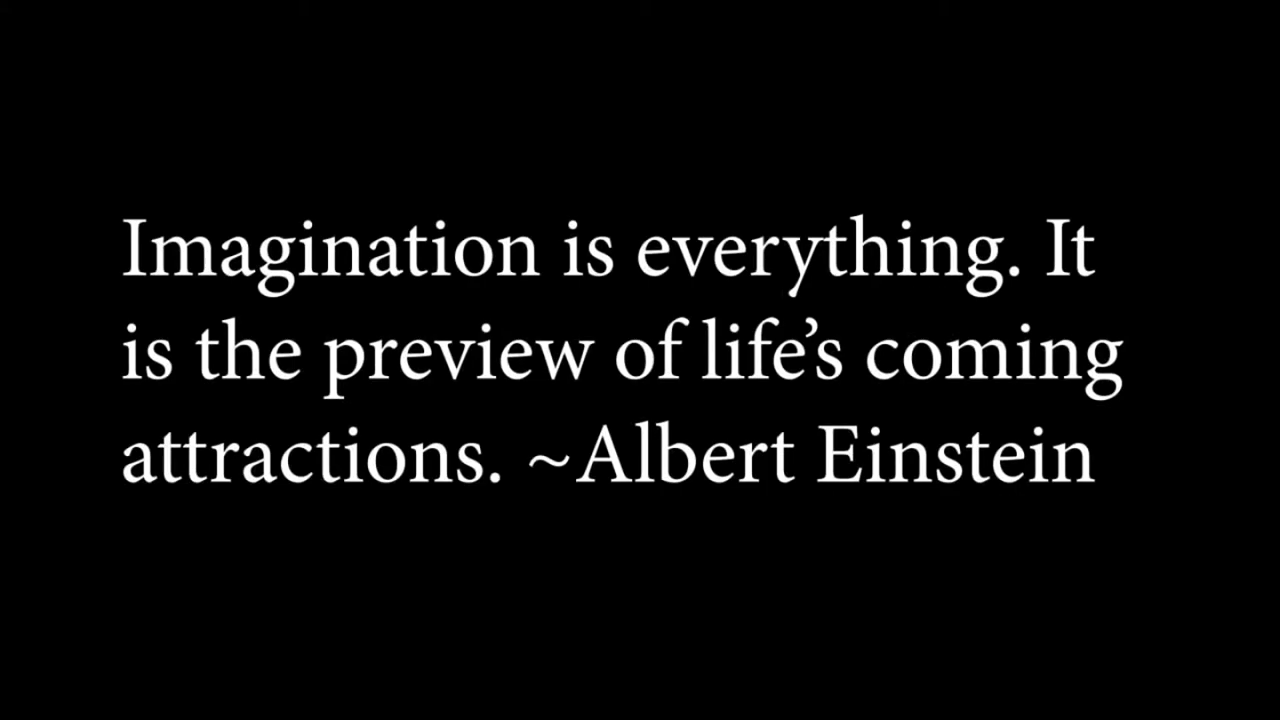 Imagination is everything. It
is the preview of life’s coming
attractions. ~Albert Einstein